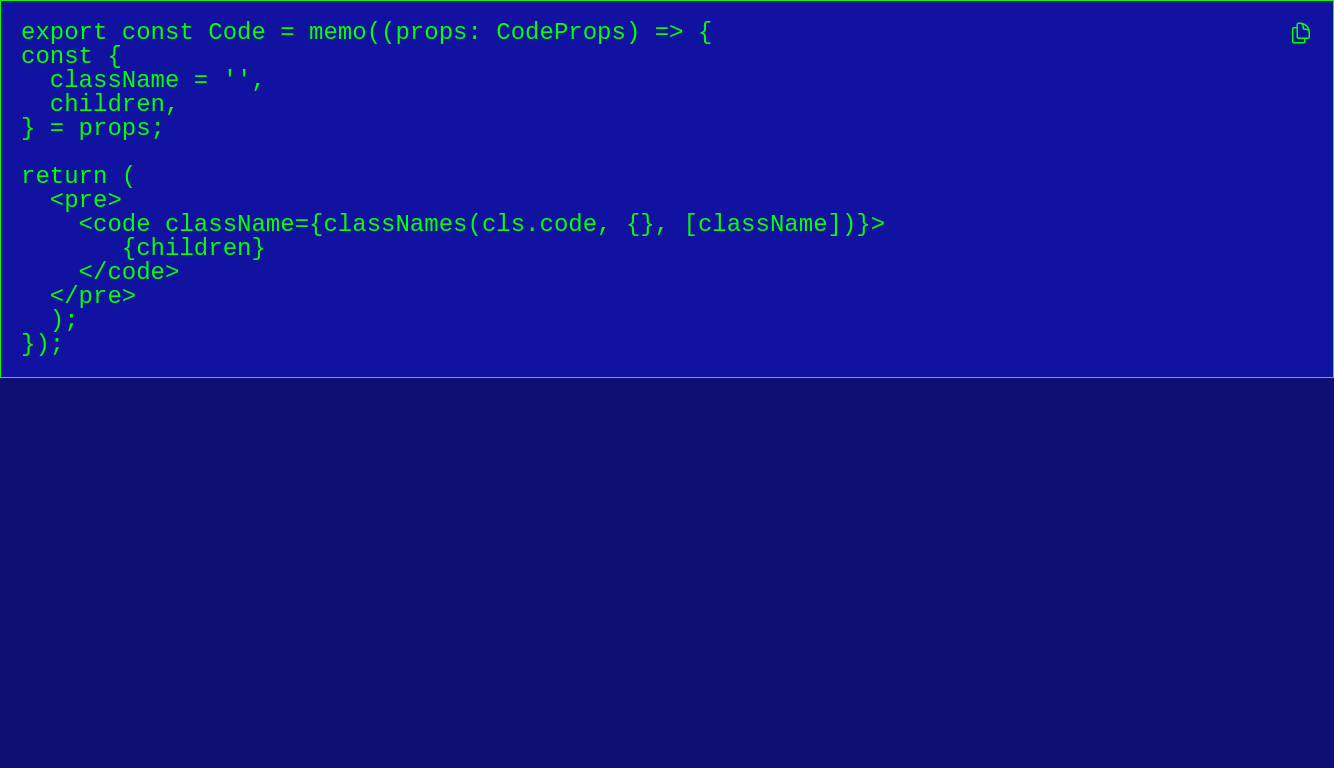 export const Code = memo((props: CodeProps) => {
const {
  className = '',
  children,
} = props;

return (
  <pre>
    <code className={classNames(cls.code, {}, [className])}>
       {children}
    </code>
  </pre>
  );
});